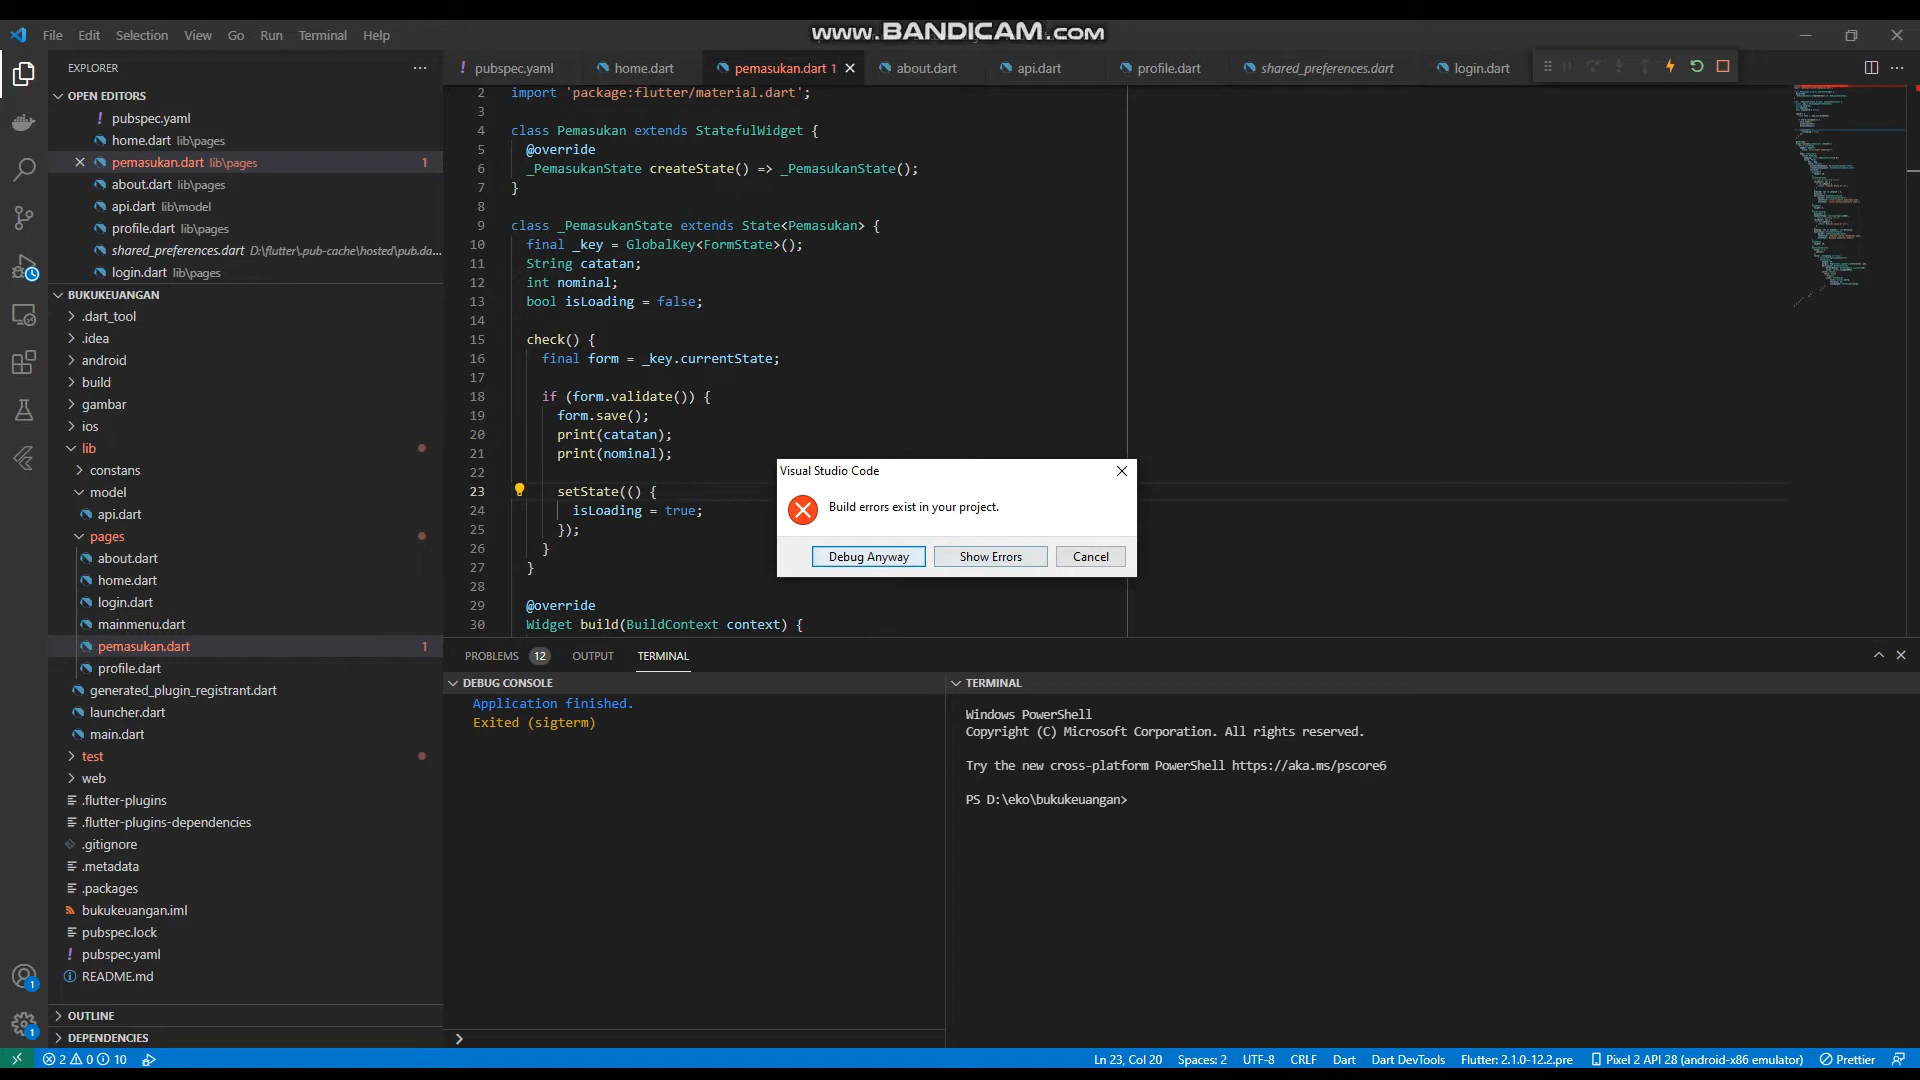 www.BANDICAM.com
File Edit Selection View Go Run Terminal Help
EXPLORER
OPEN EDITORS
! pubspec.yaml
home.dart lib\pages
pemasukan.dart lib\pages 1
about.dart lib\pages
api.dart lib\model
profile.dart lib\pages
shared_preferences.dart D:\flutter\.pub-cache\hosted\pub.da...
login.dart lib\pages
BUKUKEUANGAN
.dart_tool
.idea
android
build
gambar
ios
lib
constans
model
api.dart
pages
about.dart
home.dart
login.dart
mainmenu.dart
pemasukan.dart 1
profile.dart
generated_plugin_registrant.dart
launcher.dart
main.dart
test
web
.flutter-plugins
.flutter-plugins-dependencies
.gitignore
.metadata
.packages
bukukeuangan.iml
pubspec.lock
! pubspec.yaml
README.md
OUTLINE
DEPENDENCIES
! pubspec.yaml home.dart pemasukan.dart 1 about.dart api.dart profile.dart shared_preferences.dart login.dart
2 import 'package:flutter/material.dart';
3
4 class Pemasukan extends StatefulWidget {
5 @override
6 _PemasukanState createState() => _PemasukanState();
7 }
8
9 class _PemasukanState extends State<Pemasukan> {
10 final _key = GlobalKey<FormState>();
11 String catatan;
12 int nominal;
13 bool isLoading = false;
14
15 check() {
16 final form = _key.currentState;
17
18 if (form.validate()) {
19 form.save();
20 print(catatan);
21 print(nominal);
22
23 setState(() {
24 isLoading = true;
25 });
26 }
27 }
28
29 @override
30 Widget build(BuildContext context) {
Visual Studio Code
Build errors exist in your project.
Debug Anyway Show Errors Cancel
PROBLEMS 12 OUTPUT TERMINAL
DEBUG CONSOLE
Application finished.
Exited (sigterm)
TERMINAL
Windows PowerShell
Copyright (C) Microsoft Corporation. All rights reserved.
Try the new cross-platform PowerShell https://aka.ms/pscore6
PS D:\eko\bukukeuangan>
1
1
2 0 10 Ln 23, Col 20 Spaces: 2 UTF-8 CRLF Dart Dart DevTools Flutter: 2.1.0-12.2.pre Pixel 2 API 28 (android-x86 emulator) Prettier